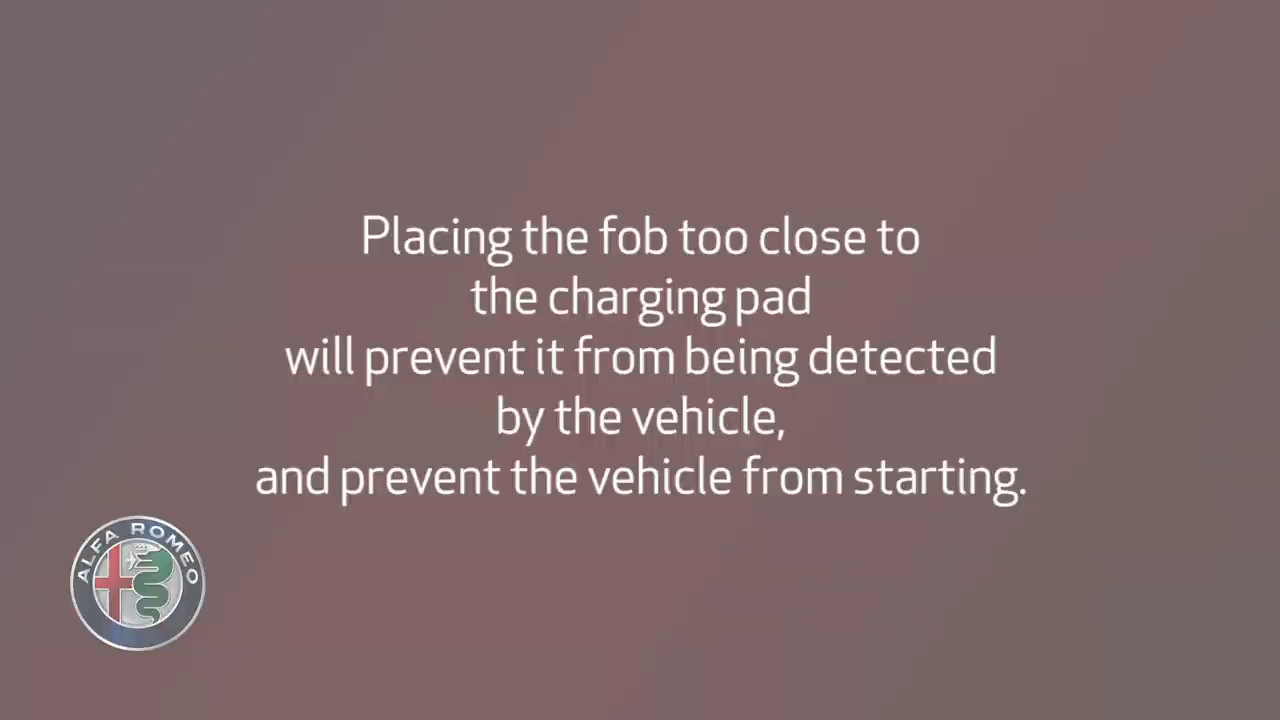 Placing the fob too close to
the charging pad
will prevent it from being detected
by the vehicle,
and prevent the vehicle from starting.
ALFA ROMEO